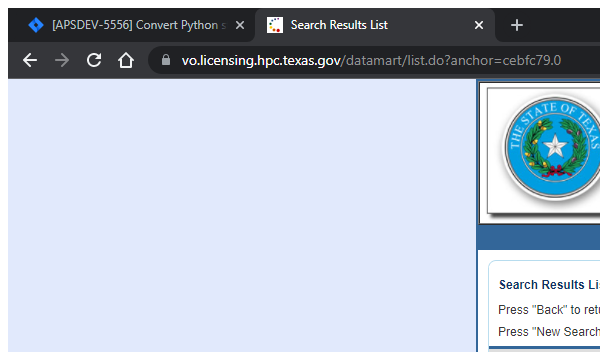 [APSDEV-5556] Convert Python s
Search Results List
vo.licensing.hpc.texas.gov/datamart/list.do?anchor=cebfc79.0
THE STATE OF TEXAS
Search Results Li
Press "Back" to retu
Press "New Search